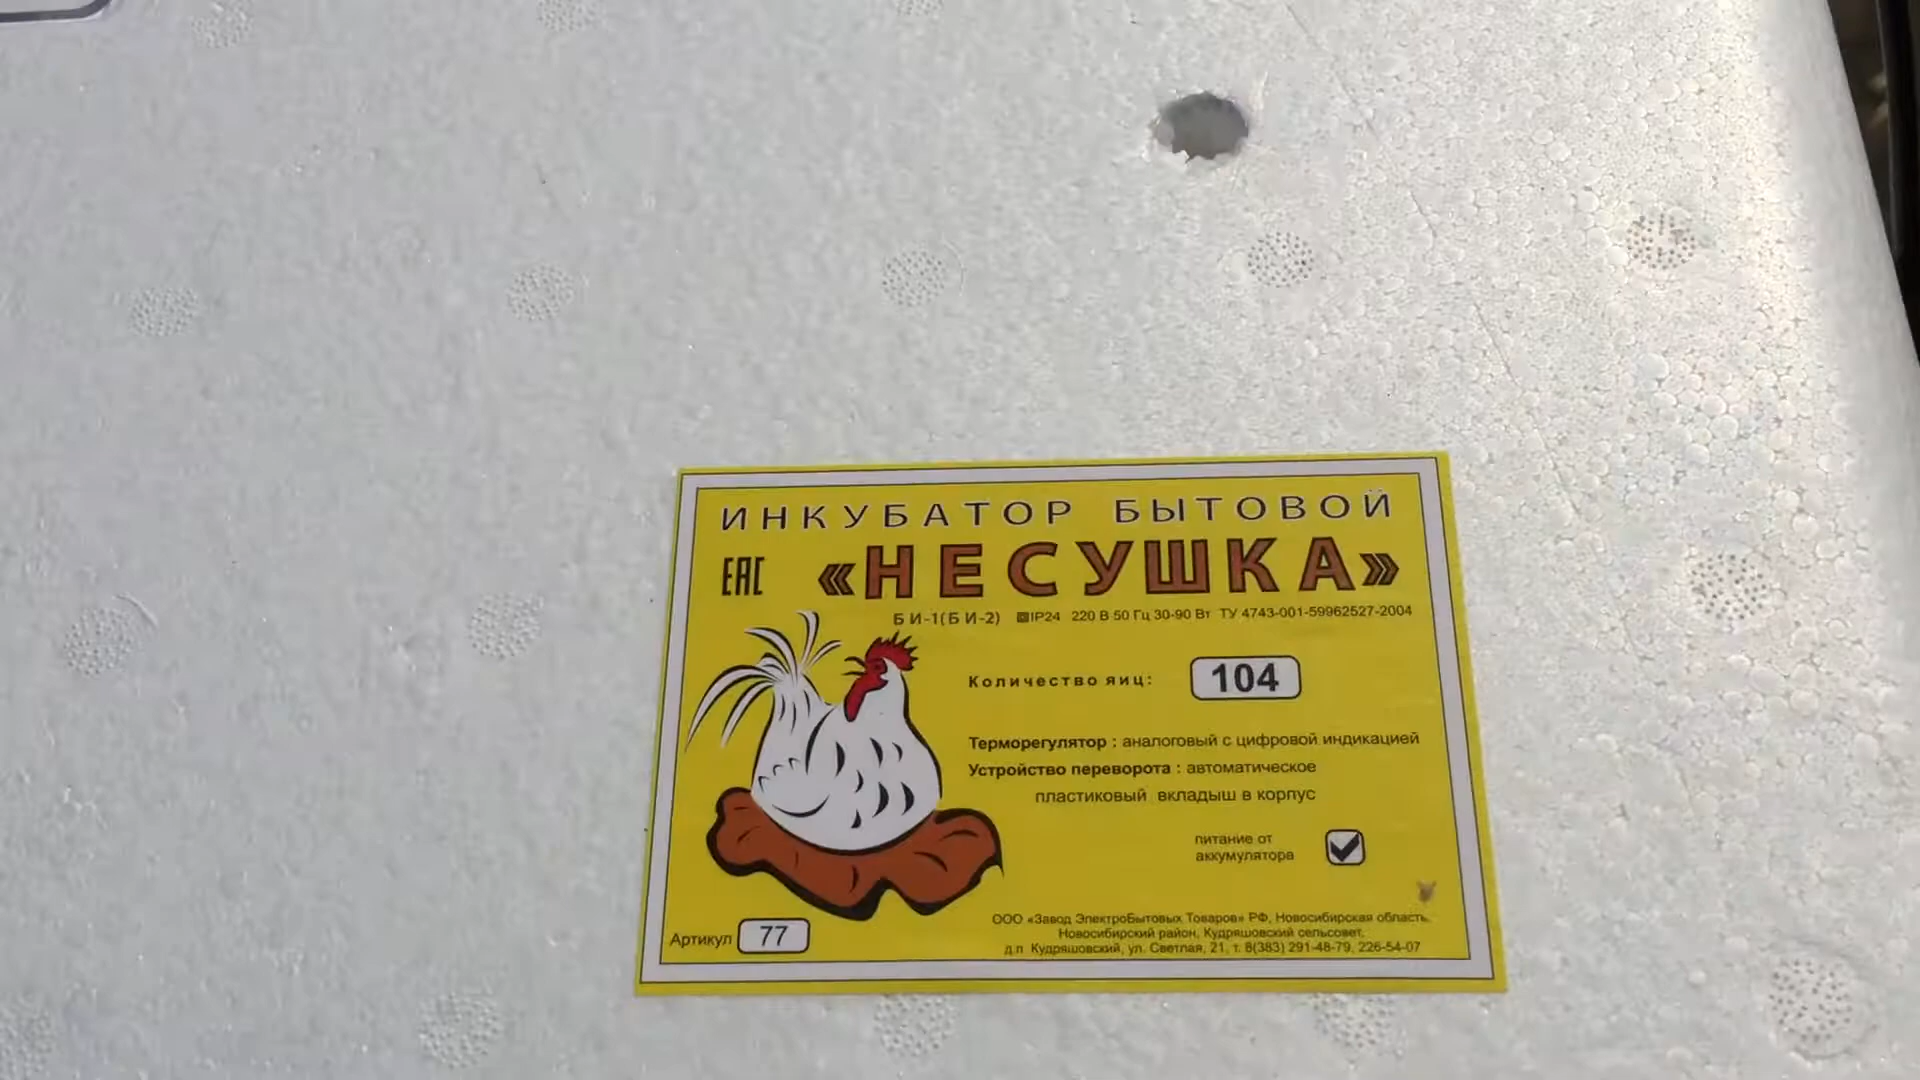 ИНКУБАТОР БЫТОВОЙ
ЕАС «НЕСУШКА»
БИ-1(БИ-2) IP24 220 В 50 Гц 30-90 Вт ТУ 4743-001-59962527-2004
Количество яиц: 104
Терморегулятор : аналоговый с цифровой индикацией
Устройство переворота : автоматическое
пластиковый вкладыш в корпус
питание от
аккумулятора
Артикул 77
ООО «Завод ЭлектроБытовых Товаров» РФ, Новосибирская область,
Новосибирский район, Кудряшовский сельсовет,
д.п Кудряшовский, ул. Светлая, 21, т. 8(383) 291-48-79, 226-54-07